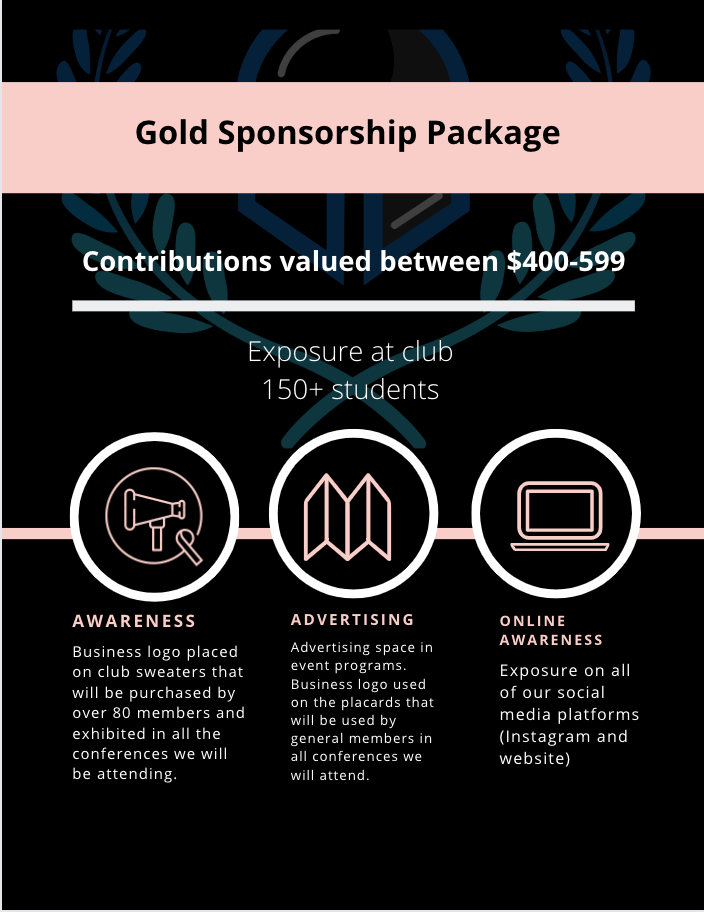 Gold Sponsorship Package
Contributions valued between $400-599
Exposure at club
150+ students
AWARENESS
Business logo placed
on club sweaters that
will be purchased by
over 80 members and
exhibited in all the
conferences we will
be attending.
ADVERTISING
Advertising space in
event programs.
Business logo used
on the placards that
will be used by
general members in
all conferences we
will attend.
ONLINE
AWARENESS
Exposure on all
of our social
media platforms
(Instagram and
website)